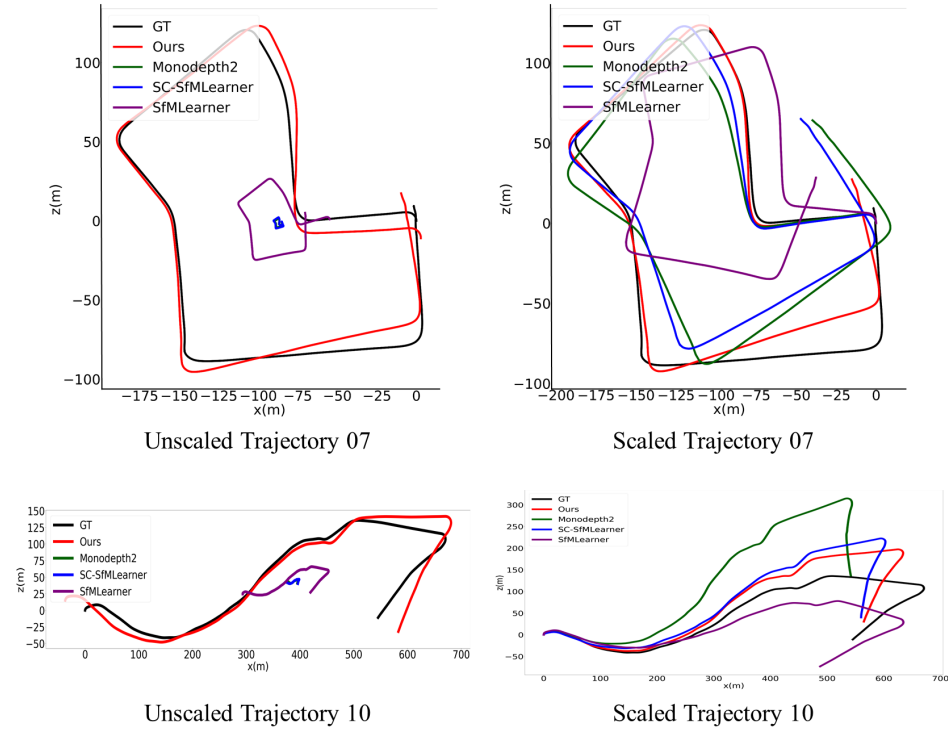 GT
Ours
Monodepth2
SC-SfMLearner
SfMLearner
100
50
0
−50
−100
z(m)
−175 −150 −125 −100 −75 −50 −25 0
x(m)
Unscaled Trajectory 07
GT
Ours
Monodepth2
SC-SfMLearner
SfMLearner
100
50
0
−50
−100
z(m)
−200 −175 −150 −125 −100 −75 −50 −25 0
x(m)
Scaled Trajectory 07
GT
Ours
Monodepth2
SC-SfMLearner
SfMLearner
150
125
100
75
50
25
0
−25
−50
z(m)
0 100 200 300 400 500 600 700
x(m)
Unscaled Trajectory 10
GT
Ours
Monodepth2
SC-SfMLearner
SfMLearner
300
250
200
150
100
50
0
−50
z(m)
0 100 200 300 400 500 600 700
x(m)
Scaled Trajectory 10